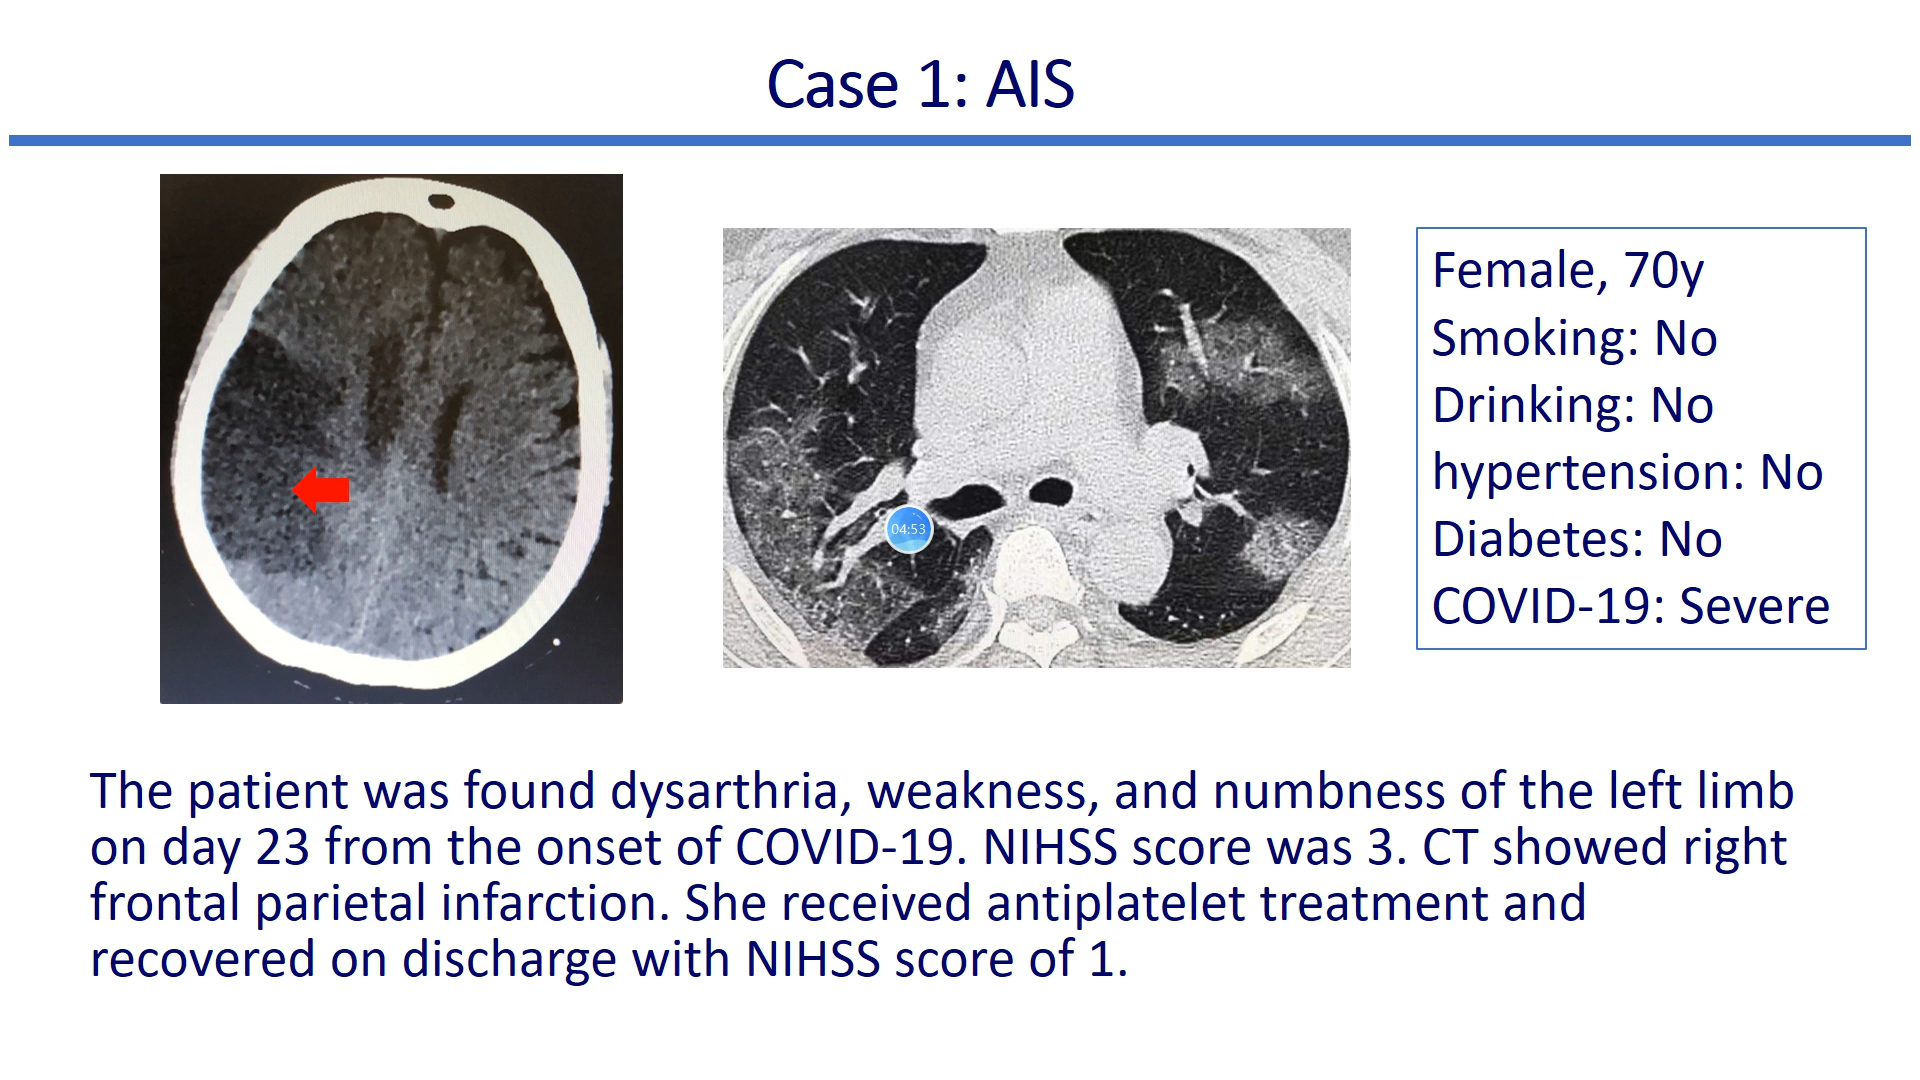 Case 1: AIS
04:53
Female, 70y
Smoking: No
Drinking: No
hypertension: No
Diabetes: No
COVID-19: Severe
The patient was found dysarthria, weakness, and numbness of the left limb
on day 23 from the onset of COVID-19. NIHSS score was 3. CT showed right
frontal parietal infarction. She received antiplatelet treatment and
recovered on discharge with NIHSS score of 1.